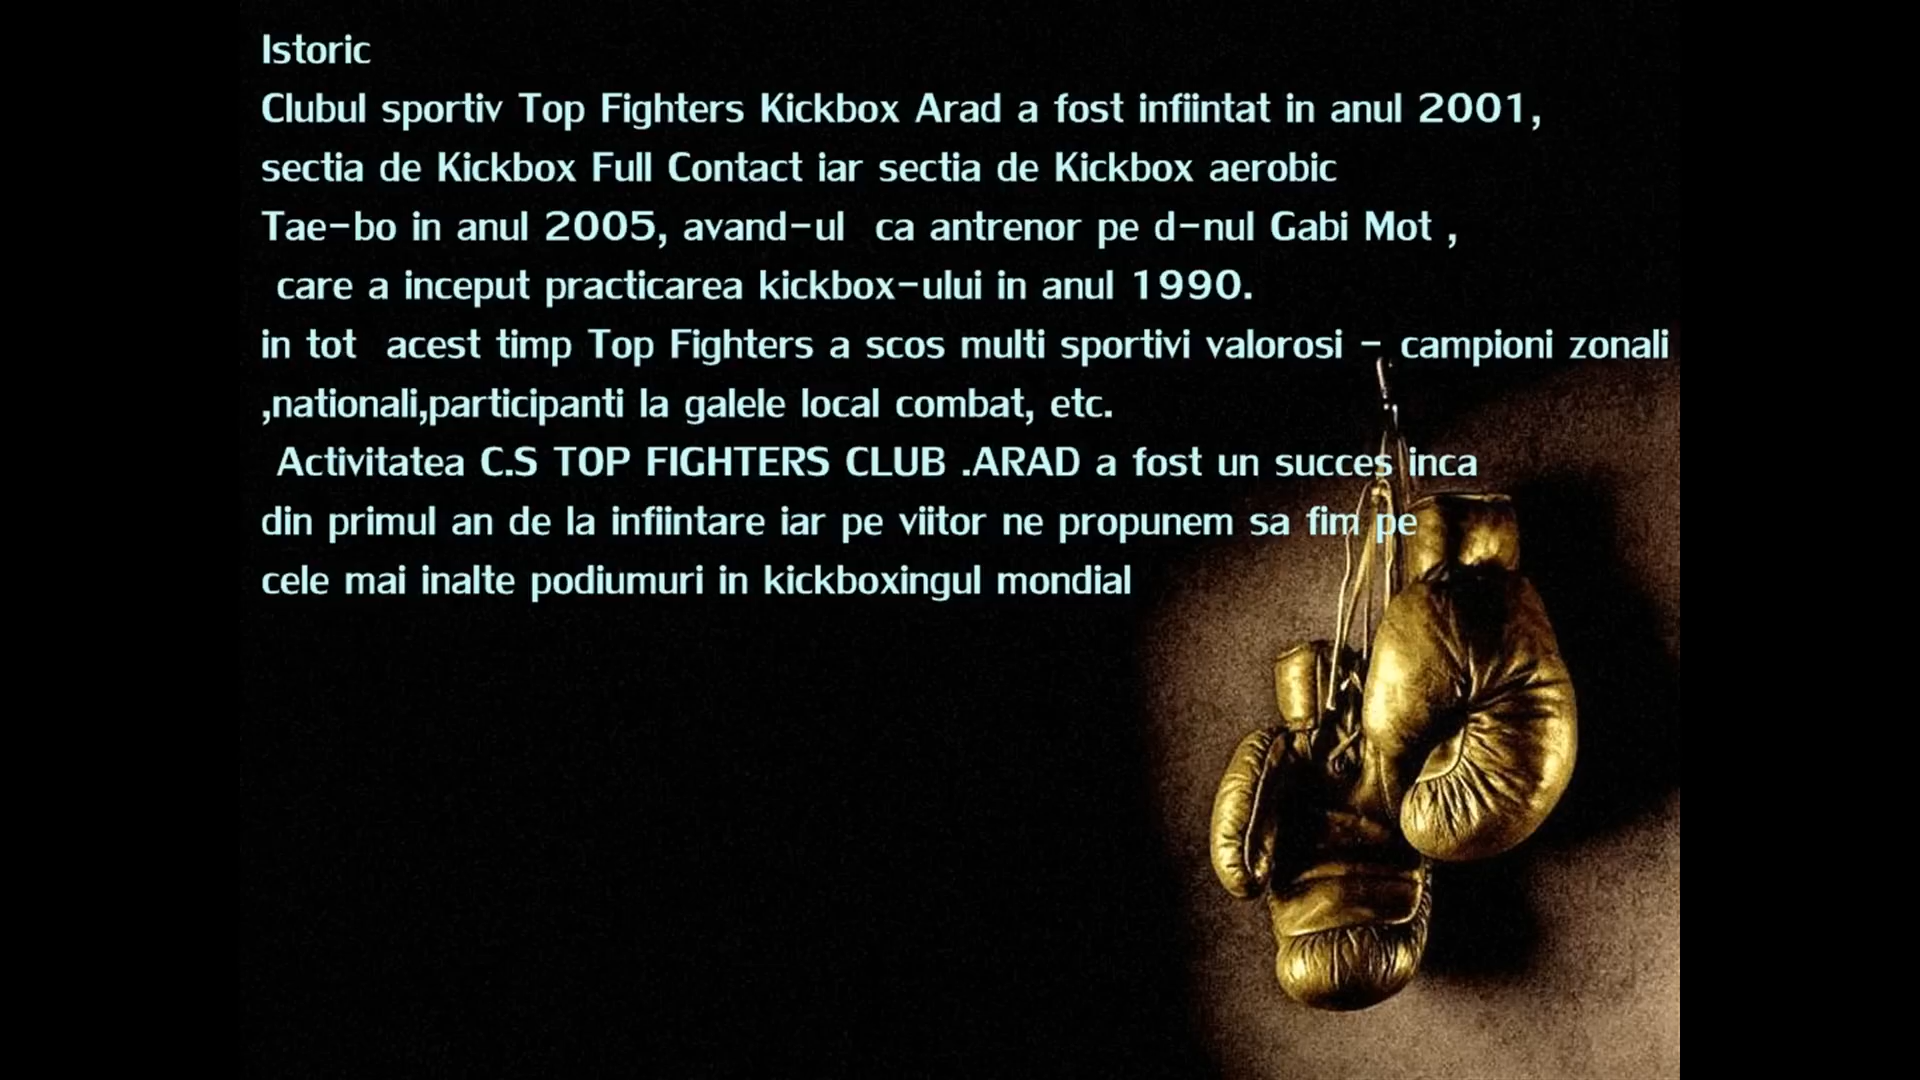 Istoric
Clubul sportiv Top Fighters Kickbox Arad a fost infiintat in anul 2001,
sectia de Kickbox Full Contact iar sectia de Kickbox aerobic
Tae-bo in anul 2005, avand-ul ca antrenor pe d-nul Gabi Mot ,
care a inceput practicarea kickbox-ului in anul 1990.
in tot acest timp Top Fighters a scos multi sportivi valorosi - campioni zonali
,nationali,participanti la galele local combat, etc.
Activitatea C.S TOP FIGHTERS CLUB .ARAD a fost un succes inca
din primul an de la infiintare iar pe viitor ne propunem sa fim pe
cele mai inalte podiumuri in kickboxingul mondial